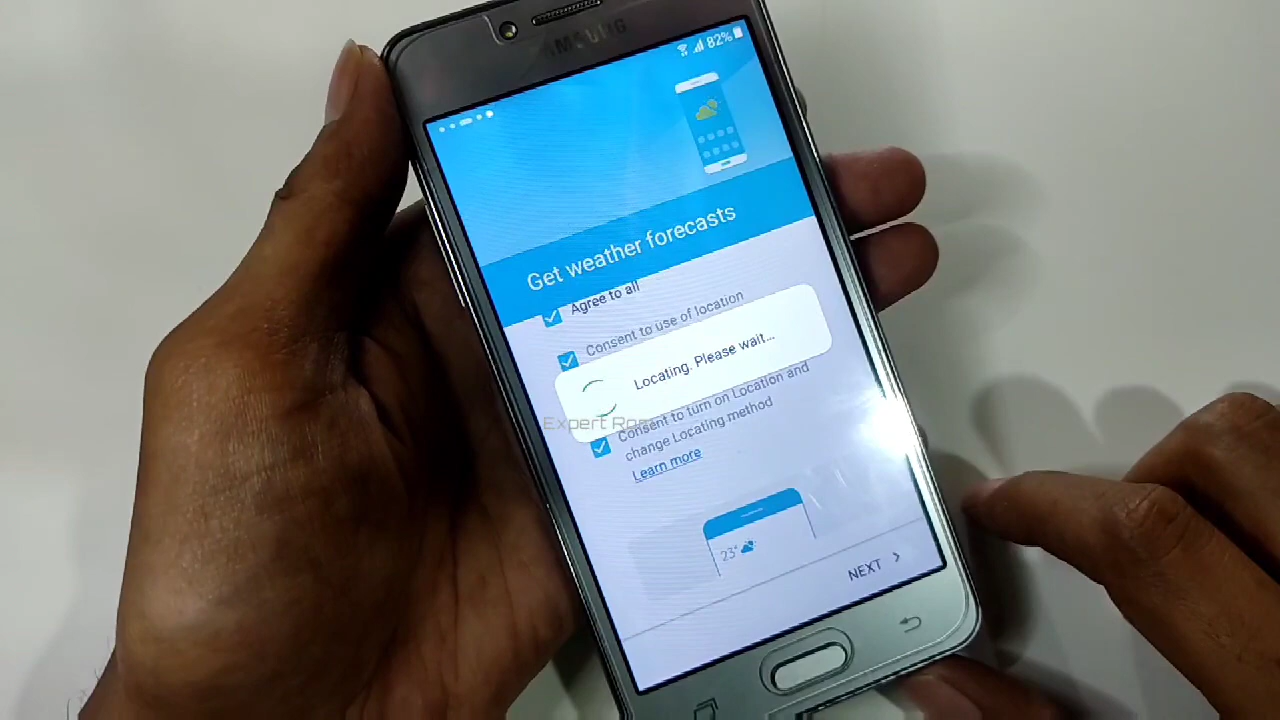 SAMSUNG
82%
Get weather forecasts
Agree to all
Consent to use of location
Locating. Please wait...
Expert Rom
Consent to turn on Location and
change Locating method
Learn more
23°
NEXT >